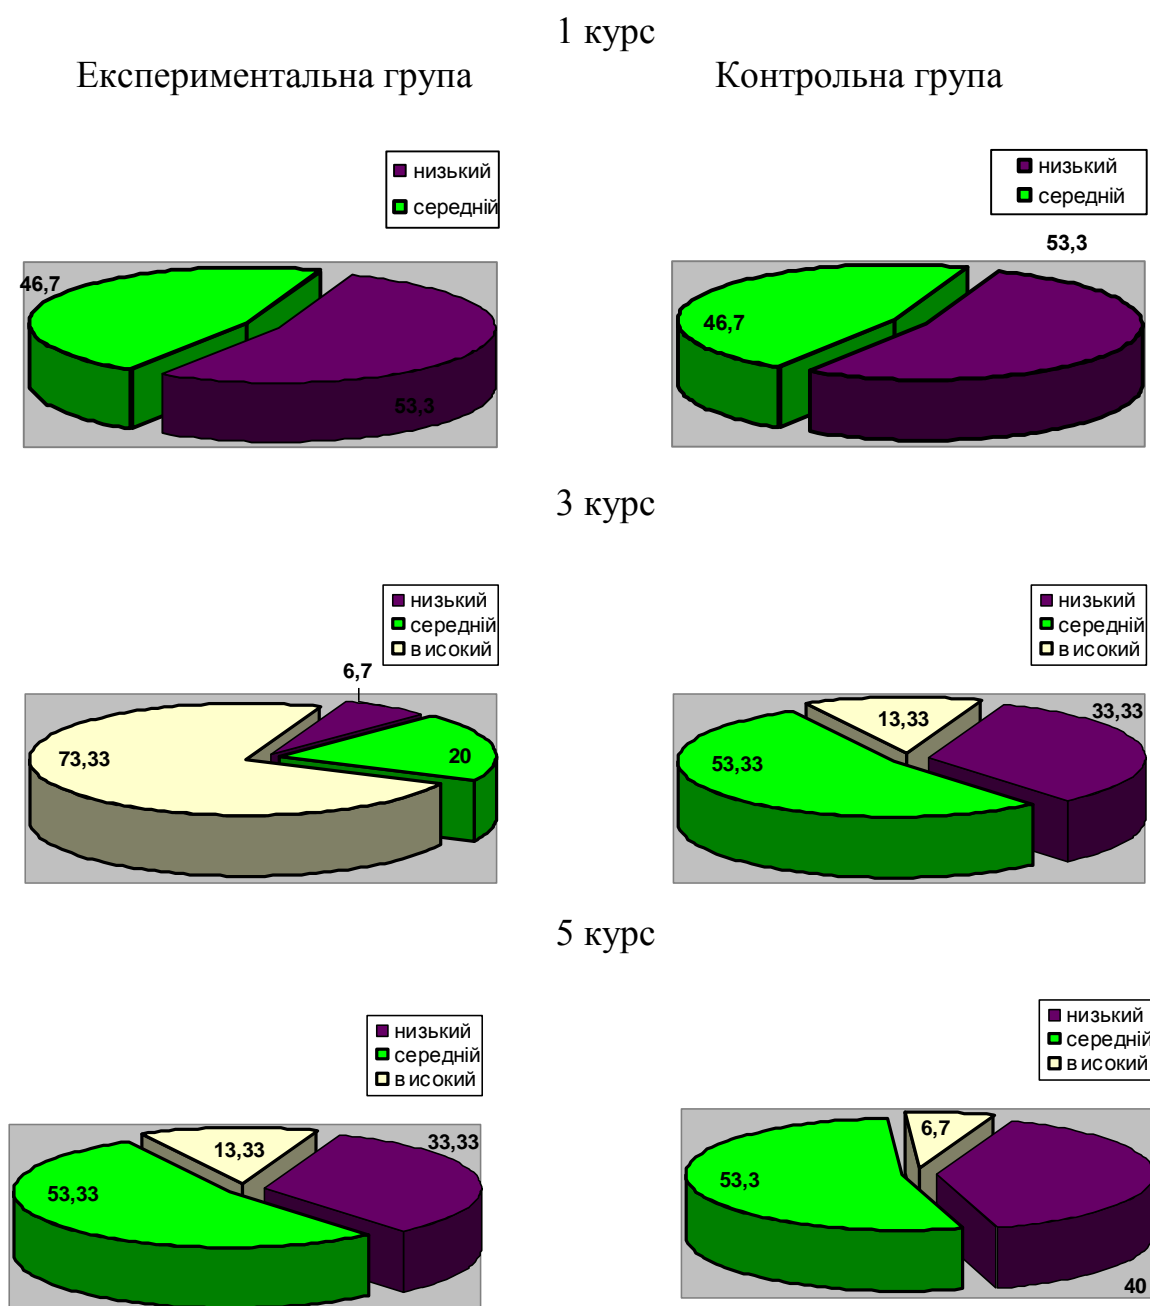 1 курс
Експериментальна група
Контрольна група
низький
середній
46,7
53,3
низький
середній
53,3
46,7
3 курс
низький
середній
високий
6,7
73,33
20
низький
середній
високий
13,33
33,33
53,33
5 курс
низький
середній
високий
13,33
33,33
53,33
низький
середній
високий
6,7
53,3
40